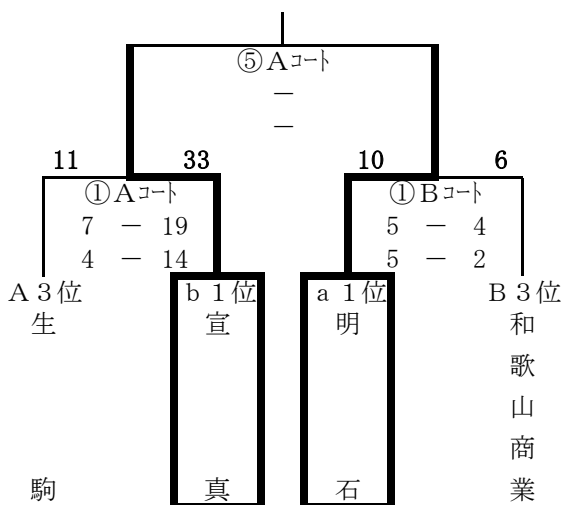 ⑤Aコート
－
－
11 33 10 6
①Aコート ①Bコート
7 － 19 5 － 4
4 － 14 5 － 2
A3位 b1位 a1位 B3位
生駒 宣真 明石 和歌山商業